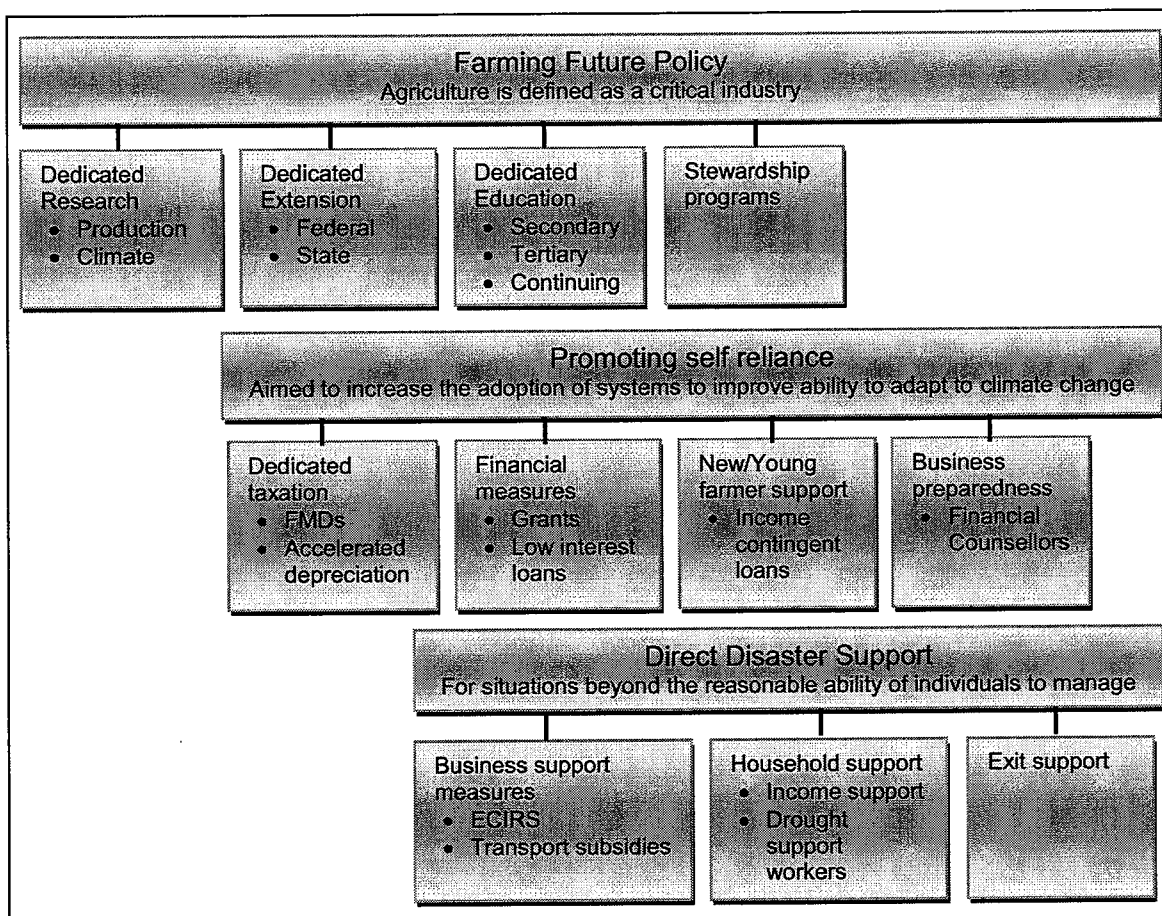 Farming Future Policy
Agriculture is defined as a critical industry
Dedicated
Research
• Production
• Climate
Dedicated
Extension
• Federal
• State
Dedicated
Education
• Secondary
• Tertiary
• Continuing
Stewardship
programs
Promoting self reliance
Aimed to increase the adoption of systems to improve ability to adapt to climate change
Dedicated
taxation
• FMDs
• Accelerated
depreciation
Financial
measures
• Grants
• Low interest
loans
New/Young
farmer support
• Income
contingent
loans
Business
preparedness
• Financial
Counsellors
Direct Disaster Support
For situations beyond the reasonable ability of individuals to manage
Business support
measures
• ECIRS
• Transport subsidies
Household support
• Income support
• Drought
support
workers
Exit support